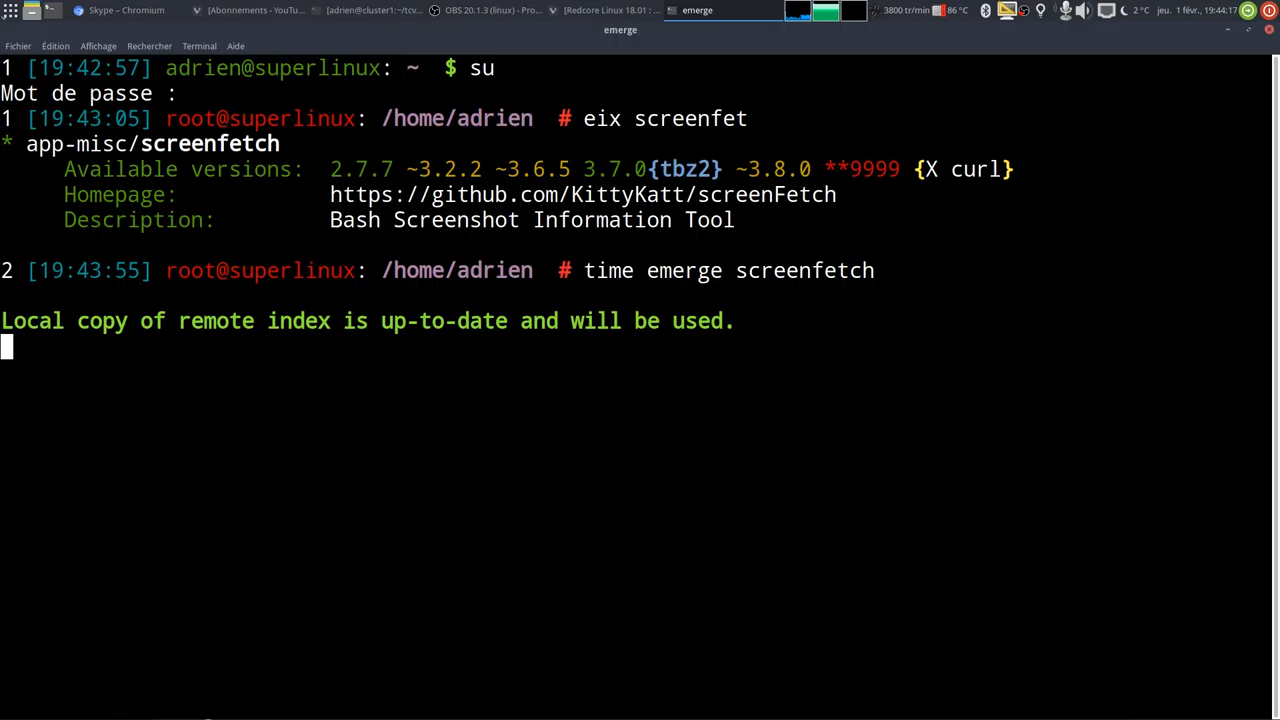 Skype – Chromium [Abonnements - YouTu... [adrien@cluster1:~/tcv... OBS 20.1.3 (linux) - Pro... [Redcore Linux 18.01 : ... emerge 3800 tr/min 86 °C 2 °C jeu. 1 févr., 19:44:17
emerge
Fichier Édition Affichage Rechercher Terminal Aide
1 [19:42:57] adrien@superlinux: ~ $ su
Mot de passe :
1 [19:43:05] root@superlinux: /home/adrien # eix screenfet
* app-misc/screenfetch
Available versions: 2.7.7 ~3.2.2 ~3.6.5 3.7.0{tbz2} ~3.8.0 **9999 {X curl}
Homepage: https://github.com/KittyKatt/screenFetch
Description: Bash Screenshot Information Tool
2 [19:43:55] root@superlinux: /home/adrien # time emerge screenfetch
Local copy of remote index is up-to-date and will be used.